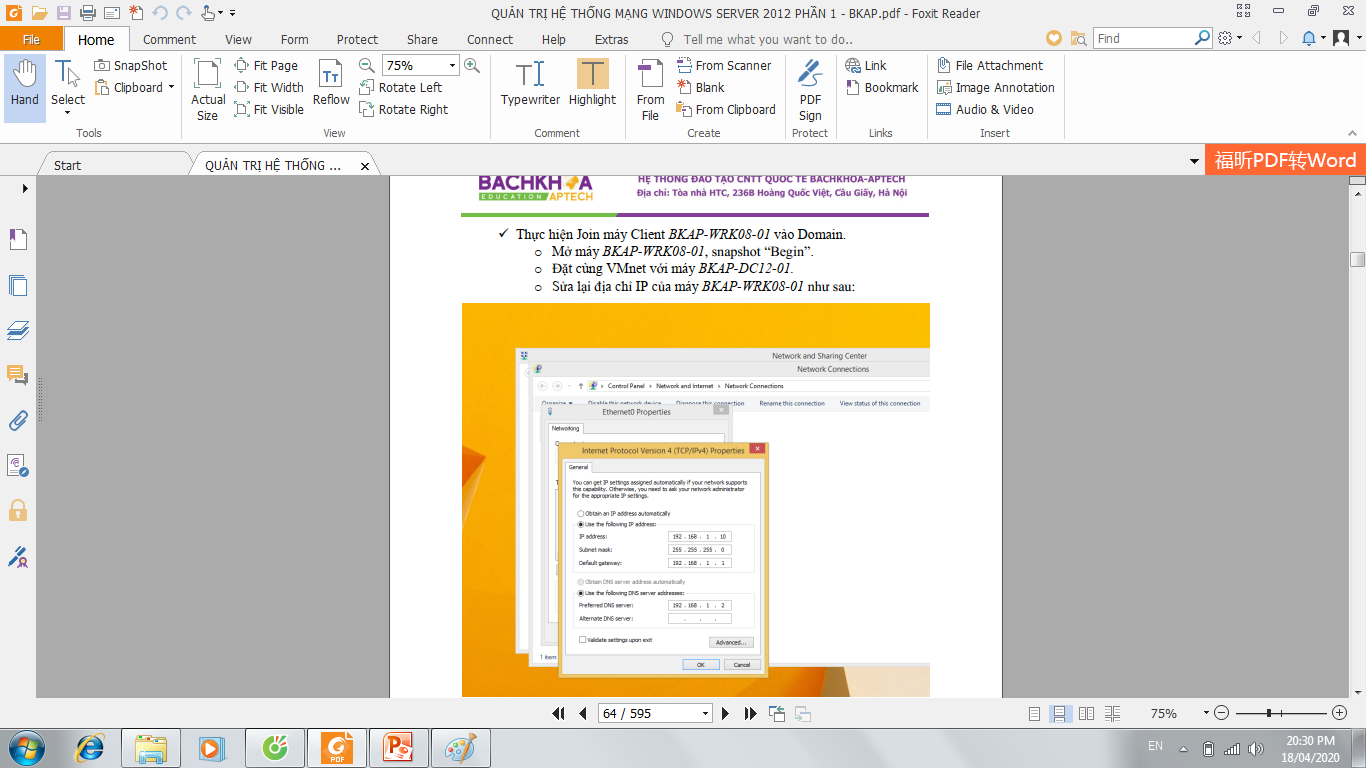 QUẢN TRỊ HỆ THỐNG MẠNG WINDOWS SERVER 2012 PHẦN 1 - BKAP.pdf - Foxit Reader
File Home Comment View Form Protect Share Connect Help Extras Tell me what you want to do.. Find
Hand
Select
SnapShot
Clipboard
Tools
Actual Size
Fit Page
Fit Width
Fit Visible
Reflow
75%
Rotate Left
Rotate Right
View
Typewriter
Highlight
Comment
From File
From Scanner
Blank
From Clipboard
Create
PDF Sign
Protect
Link
Bookmark
Links
File Attachment
Image Annotation
Audio & Video
Insert
Start
QUẢN TRỊ HỆ THỐNG ...
福昕PDF转Word
BACHKHOA
EDUCATION APTECH
HỆ THỐNG ĐÀO TẠO CNTT QUỐC TẾ BACHKHOA-APTECH
Địa chỉ: Tòa nhà HTC, 236B Hoàng Quốc Việt, Cầu Giấy, Hà Nội
✓ Thực hiện Join máy Client BKAP-WRK08-01 vào Domain.
o Mở máy BKAP-WRK08-01, snapshot “Begin”.
o Đặt cùng VMnet với máy BKAP-DC12-01.
o Sửa lại địa chỉ IP của máy BKAP-WRK08-01 như sau:
Network and Sharing Center
Network Connections
Control Panel Network and Internet Network Connections
Organize Disable this network device Diagnose this connection Rename this connection View status of this connection
Ethernet0 Properties
Networking
Internet Protocol Version 4 (TCP/IPv4) Properties
General
You can get IP settings assigned automatically if your network supports
this capability. Otherwise, you need to ask your network administrator
for the appropriate IP settings.
Obtain an IP address automatically
Use the following IP address:
IP address: 192 . 168 . 1 . 10
Subnet mask: 255 . 255 . 255 . 0
Default gateway: 192 . 168 . 1 . 1
Obtain DNS server address automatically
Use the following DNS server addresses:
Preferred DNS server: 192 . 168 . 1 . 2
Alternate DNS server: . . .
Validate settings upon exit
Advanced...
OK Cancel
1 item
64 / 595
75%
PDF
EN
20:30 PM
18/04/2020